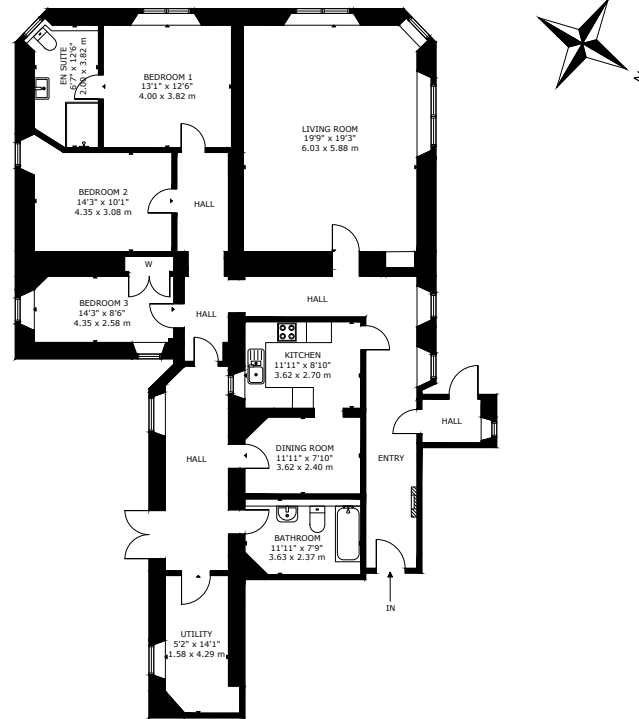 N
EN SUITE
6'7" x 12'6"
2.00 x 3.82 m
BEDROOM 1
13'1" x 12'6"
4.00 x 3.82 m
LIVING ROOM
19'9" x 19'3"
6.03 x 5.88 m
BEDROOM 2
14'3" x 10'1"
4.35 x 3.08 m
HALL
W
BEDROOM 3
14'3" x 8'6"
4.35 x 2.58 m
HALL
HALL
KITCHEN
11'11" x 8'10"
3.62 x 2.70 m
HALL
DINING ROOM
11'11" x 7'10"
3.62 x 2.40 m
HALL
ENTRY
BATHROOM
11'11" x 7'9"
3.63 x 2.37 m
IN
UTILITY
5'2" x 14'1"
1.58 x 4.29 m